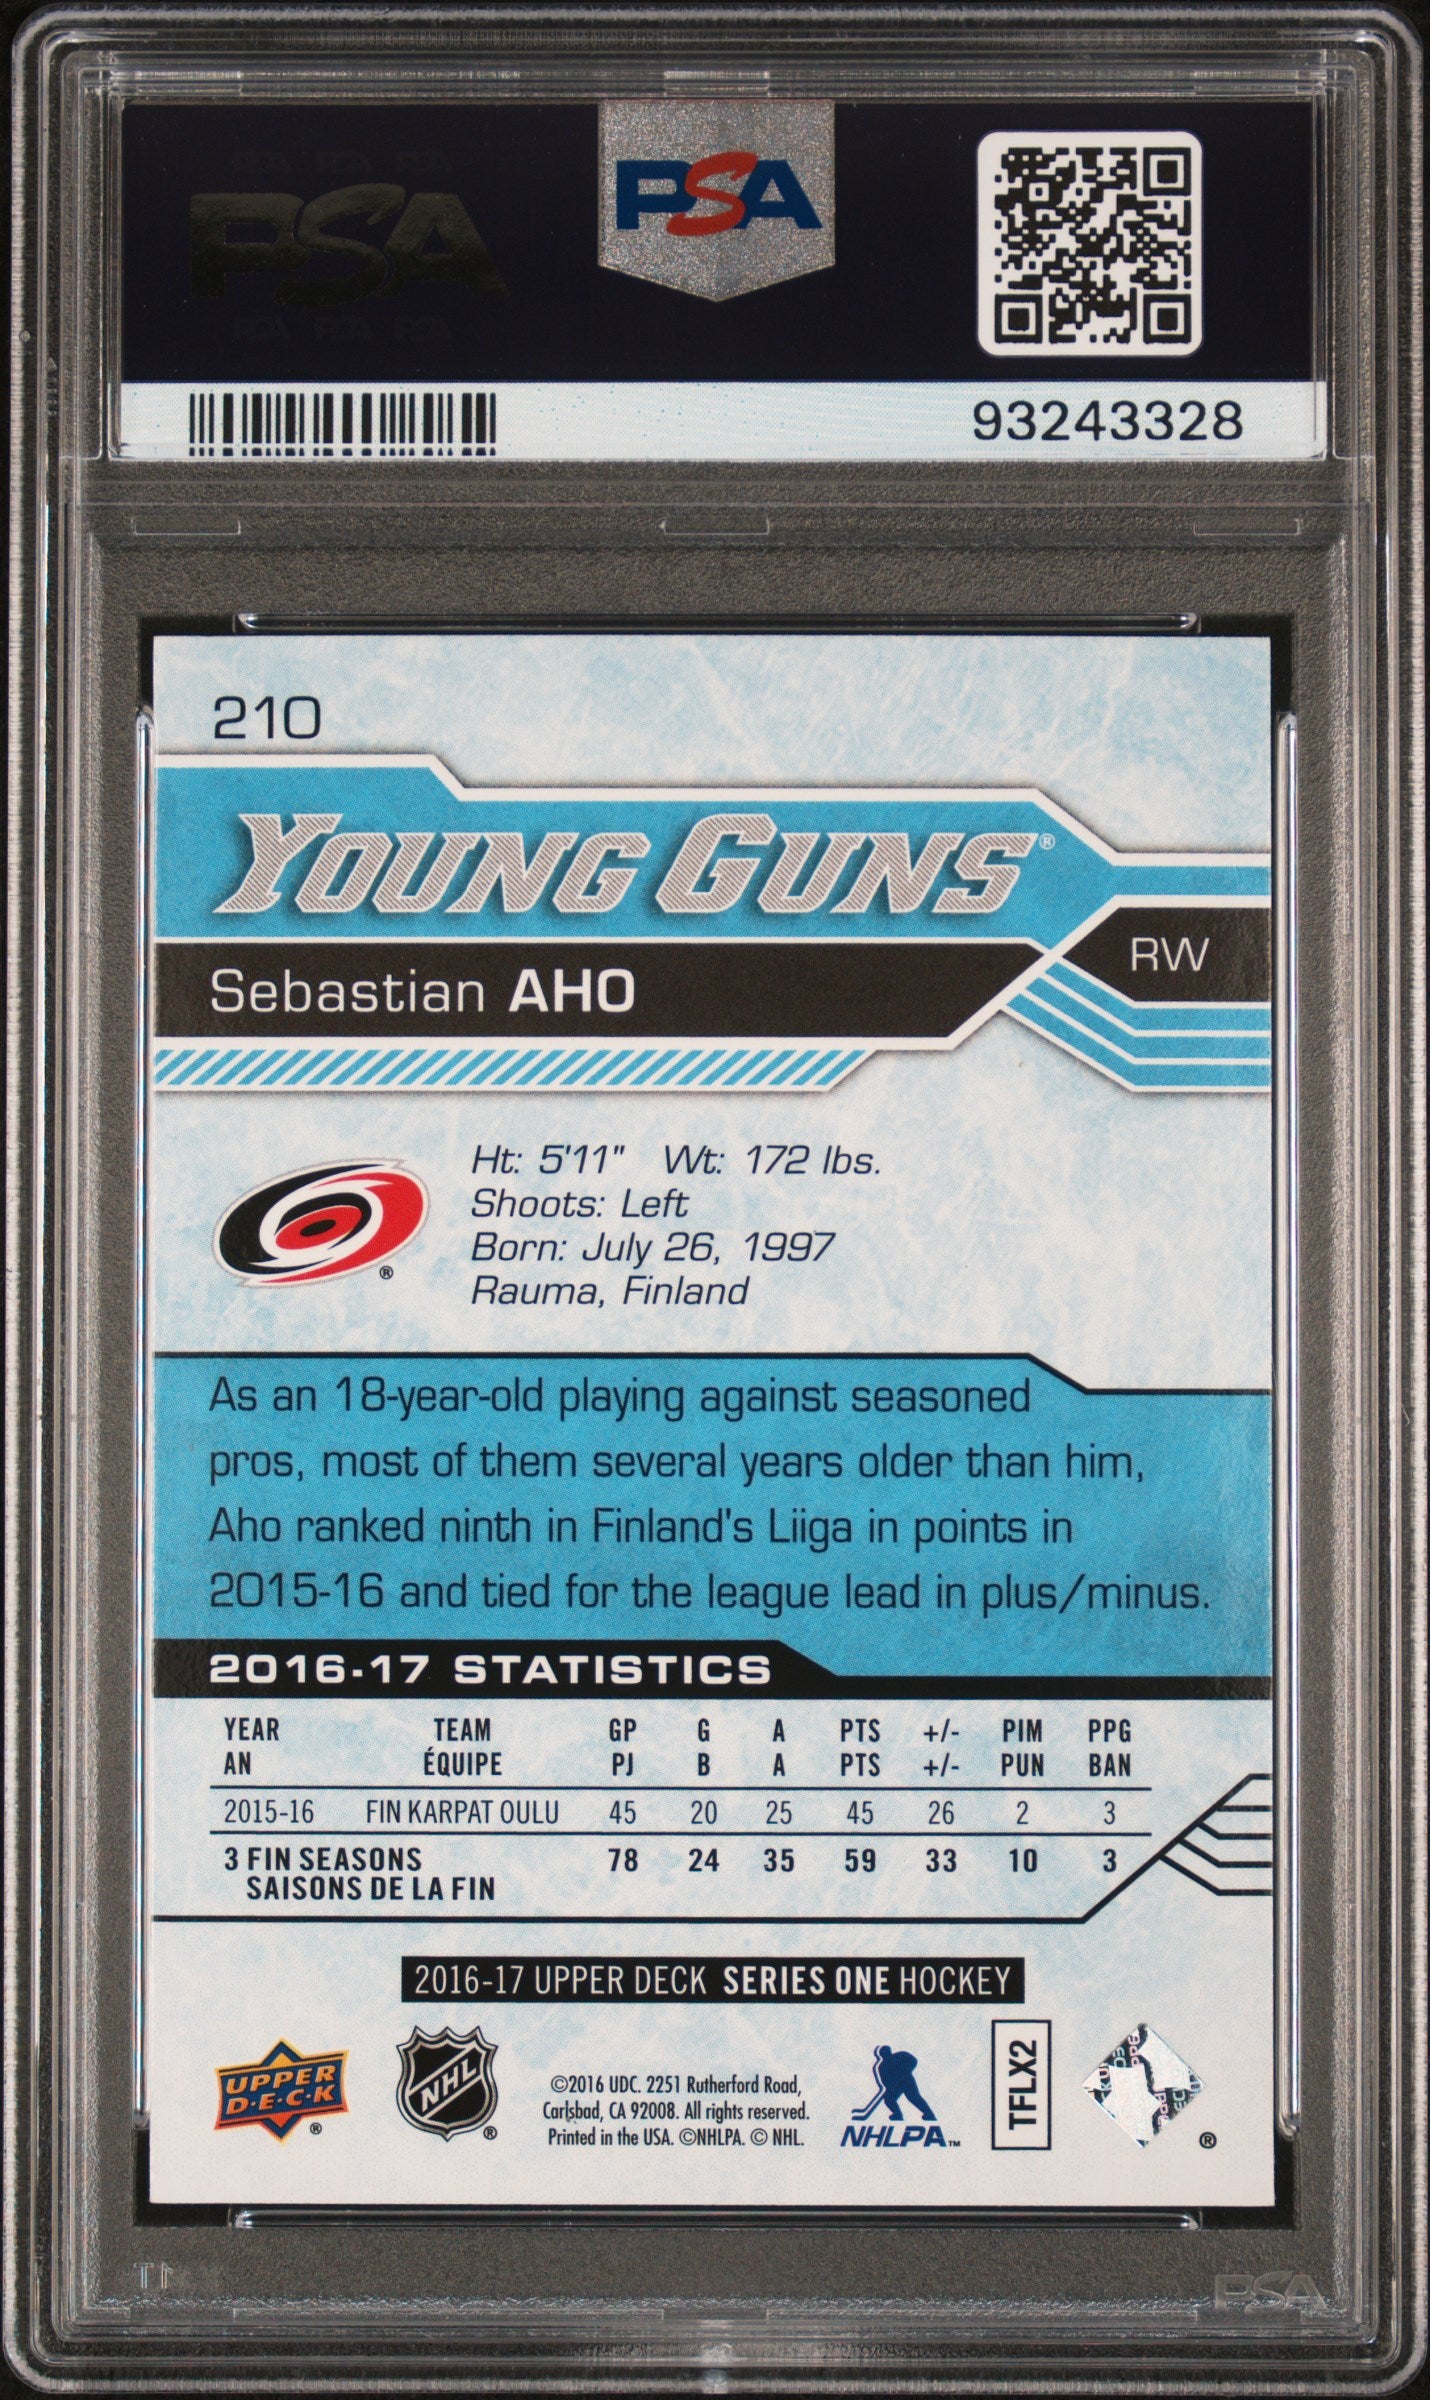 PSA
PSA
93243328
210
YOUNG GUNS®
Sebastian AHO
RW
Ht: 5'11" Wt: 172 lbs.
Shoots: Left
Born: July 26, 1997
Rauma, Finland
®
As an 18-year-old playing against seasoned
pros, most of them several years older than him,
Aho ranked ninth in Finland's Liiga in points in
2015-16 and tied for the league lead in plus/minus.
2016-17 STATISTICS
YEAR TEAM GP G A PTS +/- PIM PPG
AN ÉQUIPE PJ B A PTS +/- PUN BAN
2015-16 FIN KARPAT OULU 45 20 25 45 26 2 3
3 FIN SEASONS 78 24 35 59 33 10 3
SAISONS DE LA FIN
2016-17 UPPER DECK SERIES ONE HOCKEY
UPPER
D·E·C·K
®
NHL
®
©2016 UDC. 2251 Rutherford Road,
Carlsbad, CA 92008. All rights reserved.
Printed in the USA. ©NHLPA. © NHL.
NHLPA™
TFLX2
®
PSA